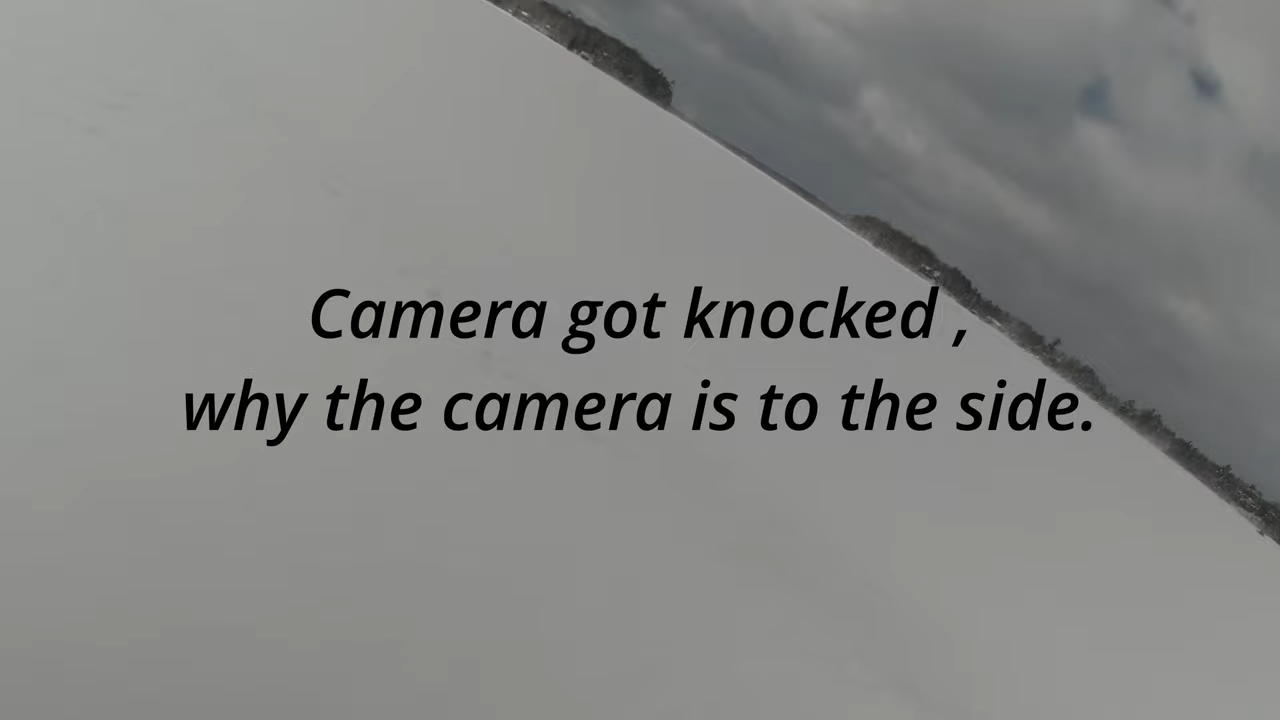 Camera got knocked ,
why the camera is to the side.